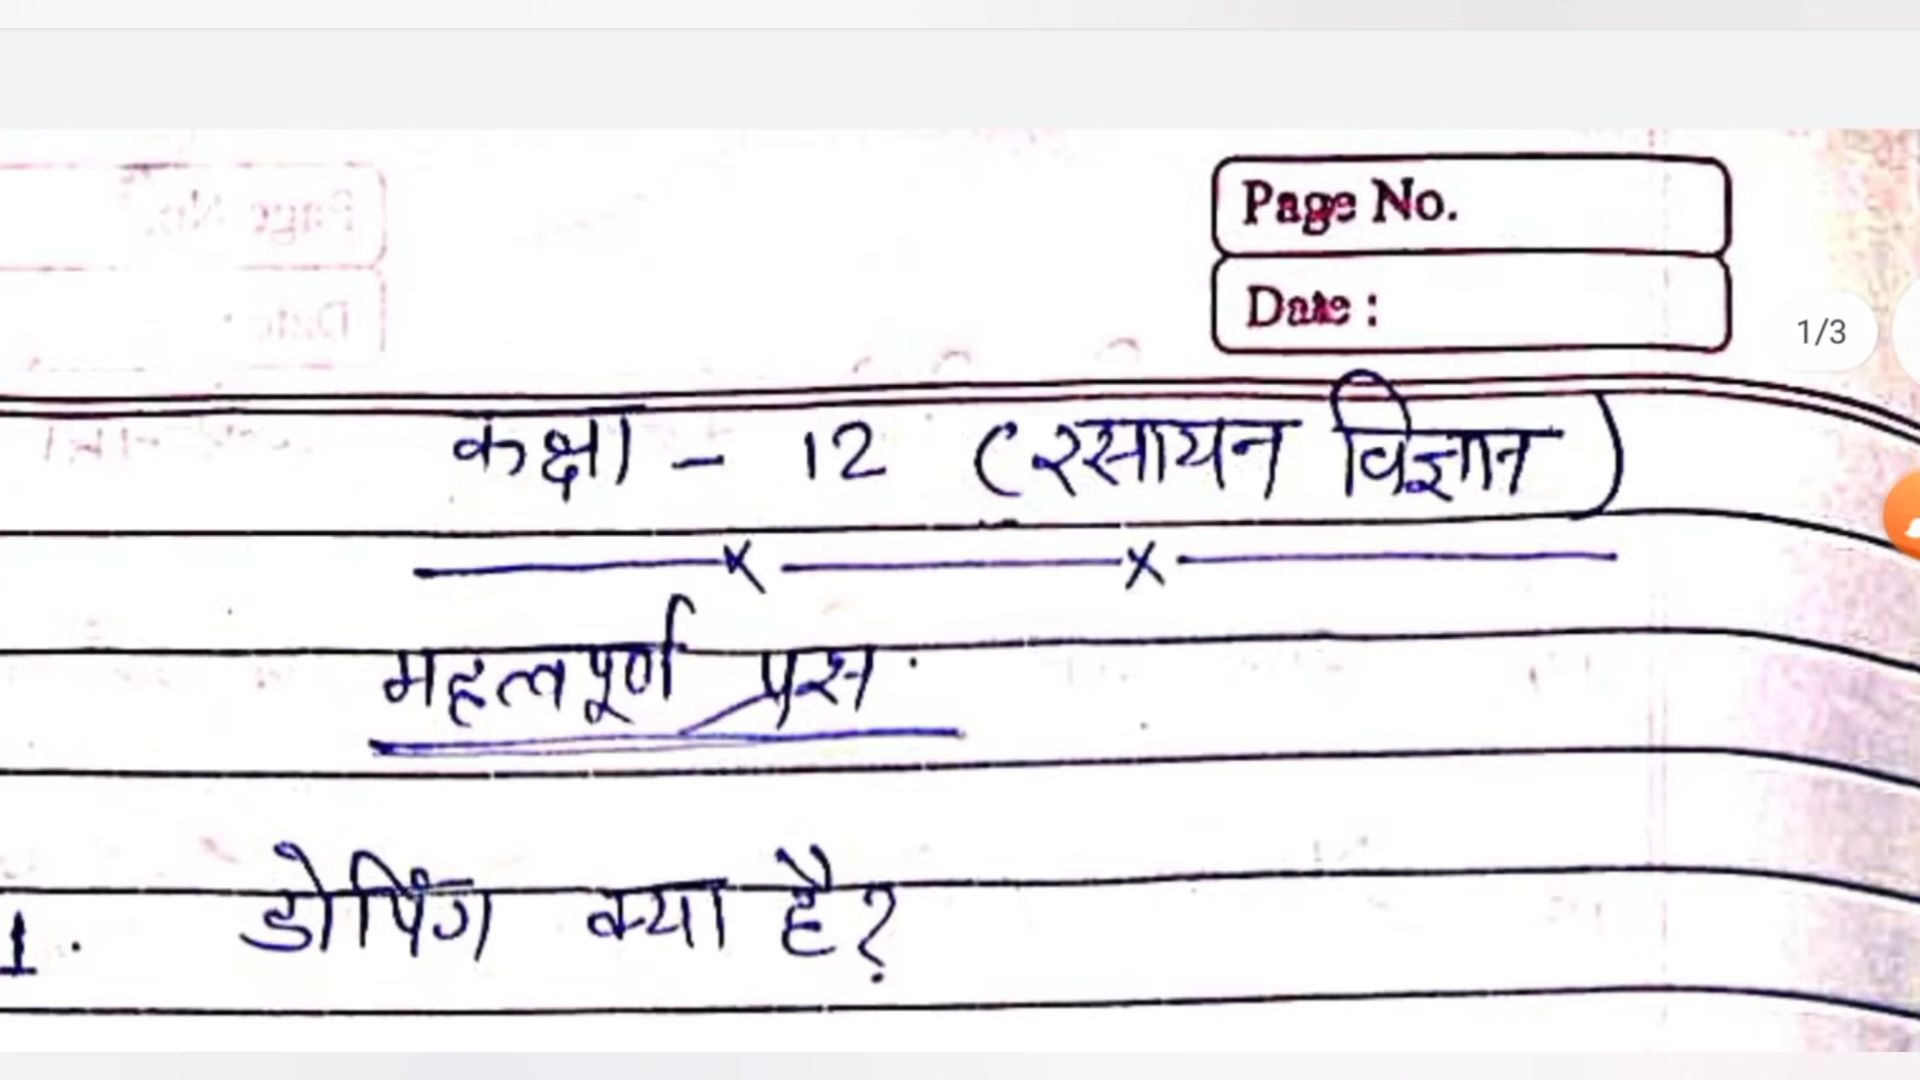 Page No.
Date :
1/3
कक्षा - 12 (रसायन विज्ञान)
महत्वपूर्ण प्रश्न
1. डोपिंग क्या है?